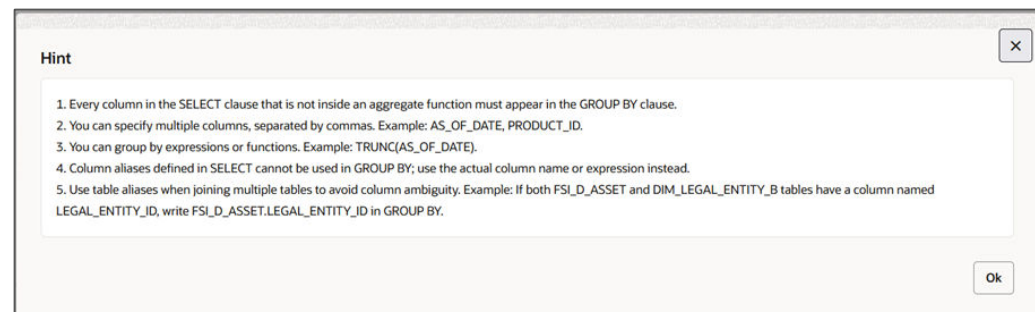 Hint
×
1. Every column in the SELECT clause that is not inside an aggregate function must appear in the GROUP BY clause.
2. You can specify multiple columns, separated by commas. Example: AS_OF_DATE, PRODUCT_ID.
3. You can group by expressions or functions. Example: TRUNC(AS_OF_DATE).
4. Column aliases defined in SELECT cannot be used in GROUP BY; use the actual column name or expression instead.
5. Use table aliases when joining multiple tables to avoid column ambiguity. Example: If both FSI_D_ASSET and DIM_LEGAL_ENTITY_B tables have a column named
LEGAL_ENTITY_ID, write FSI_D_ASSET.LEGAL_ENTITY_ID in GROUP BY.
Ok